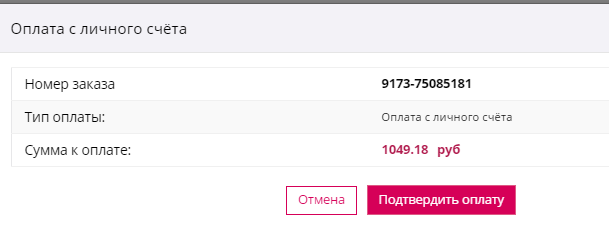 Оплата с личного счёта
Номер заказа 9173-75085181
Тип оплаты: Оплата с личного счёта
Сумма к оплате: 1049.18 руб
Отмена Подтвердить оплату